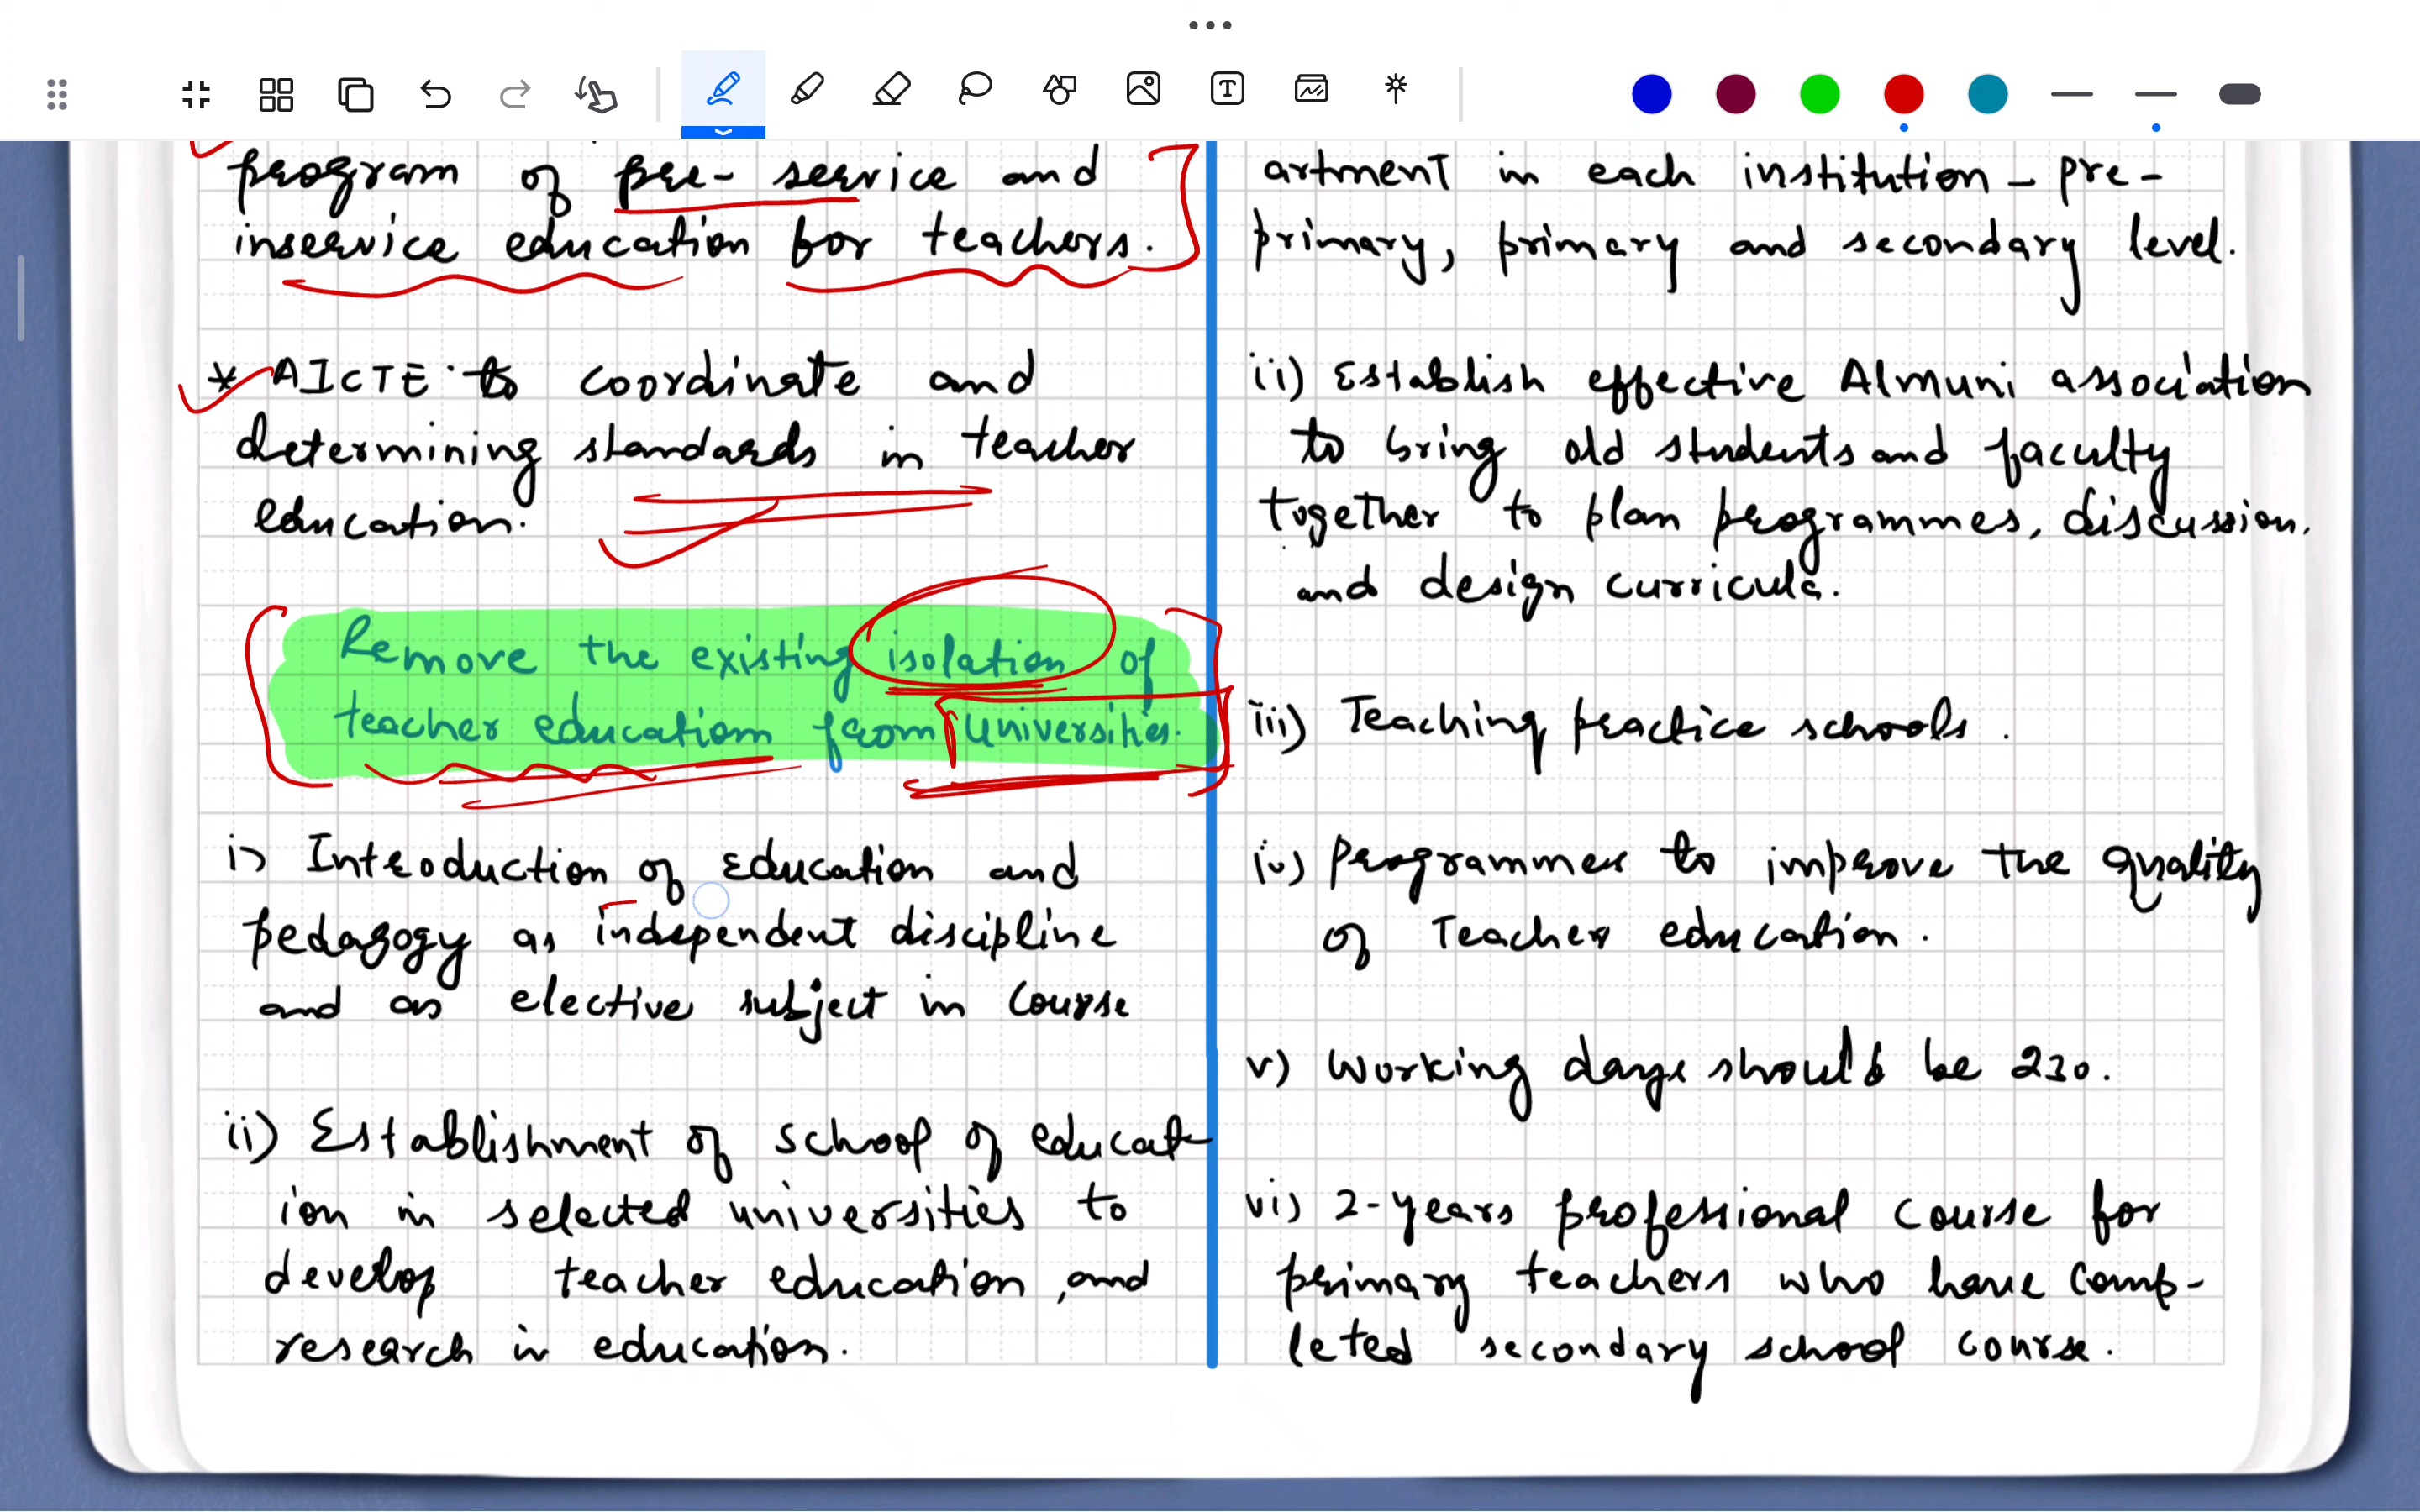 program of pre- service and
inservice education for teachers.
* AICTE to coordinate and
determining standards in teacher
education.
Remove the existing isolation of
teacher education from universities.
i) Introduction of Education and
pedagogy as independent discipline
and as elective subject in course
ii) Establishment of school of educat-
ion in selected universities to
develop teacher education, and
research in education.
artment in each institution - pre-
primary, primary and secondary level.
ii) Establish effective Almuni association
to bring old students and faculty
together to plan programmes, discussion.
and design curricula.
iii) Teaching practice schools.
iv) Programmes to improve the quality
of Teacher education.
v) Working days should be 230.
vi) 2-years professional course for
primary teachers who have comp-
leted secondary school course.